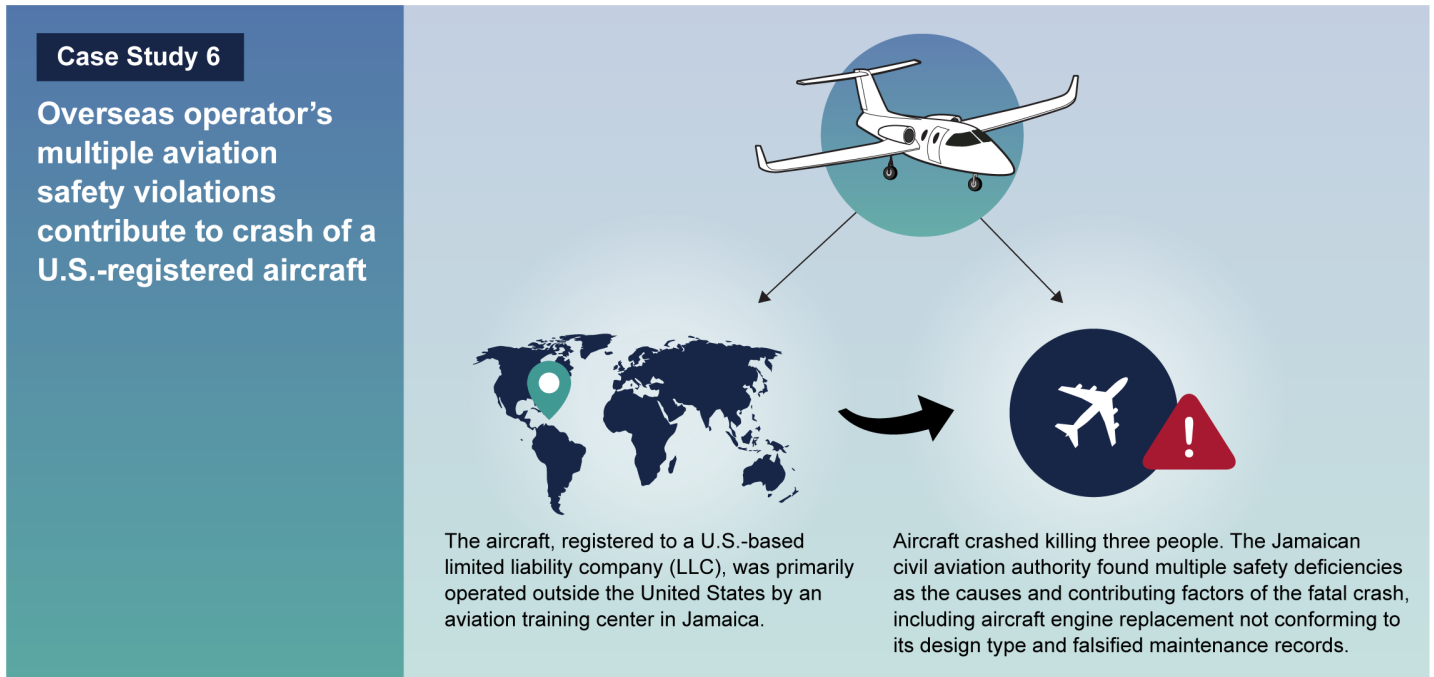 Case Study 6
Overseas operator’s
multiple aviation
safety violations
contribute to crash of a
U.S.-registered aircraft
The aircraft, registered to a U.S.-based
limited liability company (LLC), was primarily
operated outside the United States by an
aviation training center in Jamaica.
Aircraft crashed killing three people. The Jamaican
civil aviation authority found multiple safety deficiencies
as the causes and contributing factors of the fatal crash,
including aircraft engine replacement not conforming to
its design type and falsified maintenance records.